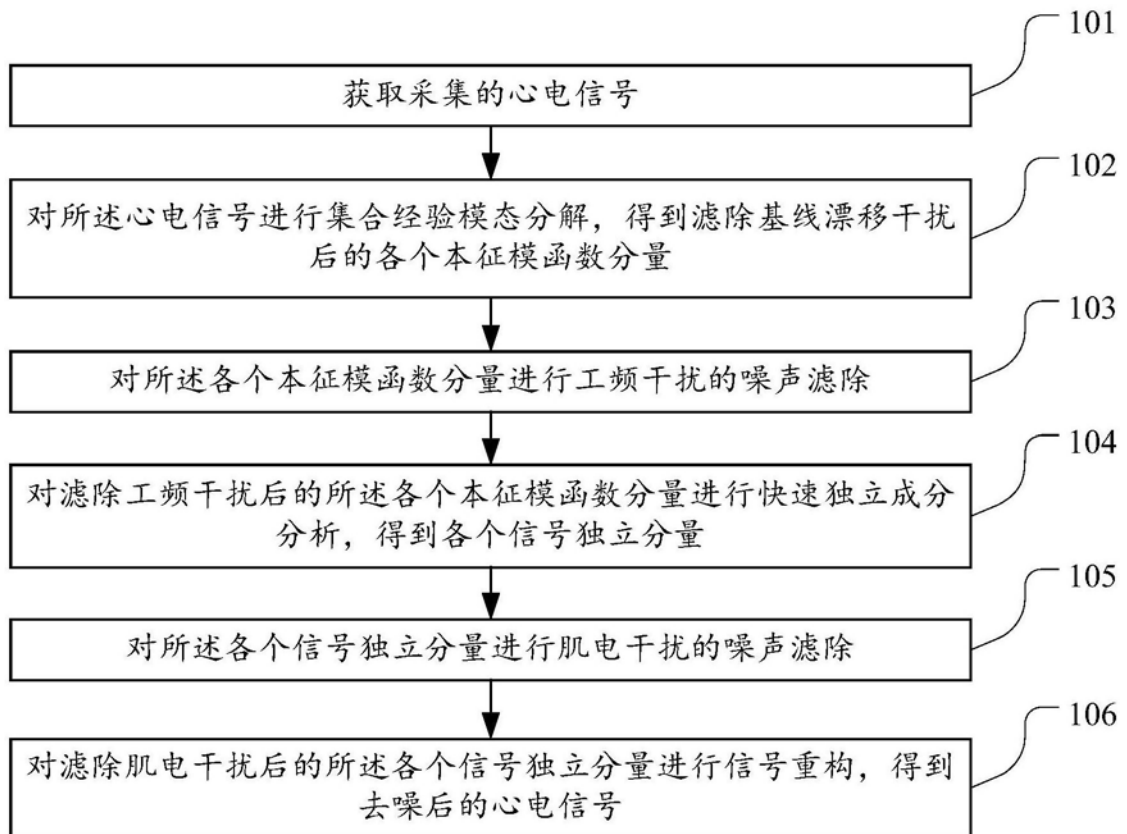 101
获取采集的心电信号
102
对所述心电信号进行集合经验模态分解，得到滤除基线漂移干扰
后的各个本征模函数分量
103
对所述各个本征模函数分量进行工频干扰的噪声滤除
104
对滤除工频干扰后的所述各个本征模函数分量进行快速独立成分
分析，得到各个信号独立分量
105
对所述各个信号独立分量进行肌电干扰的噪声滤除
106
对滤除肌电干扰后的所述各个信号独立分量进行信号重构，得到
去噪后的心电信号